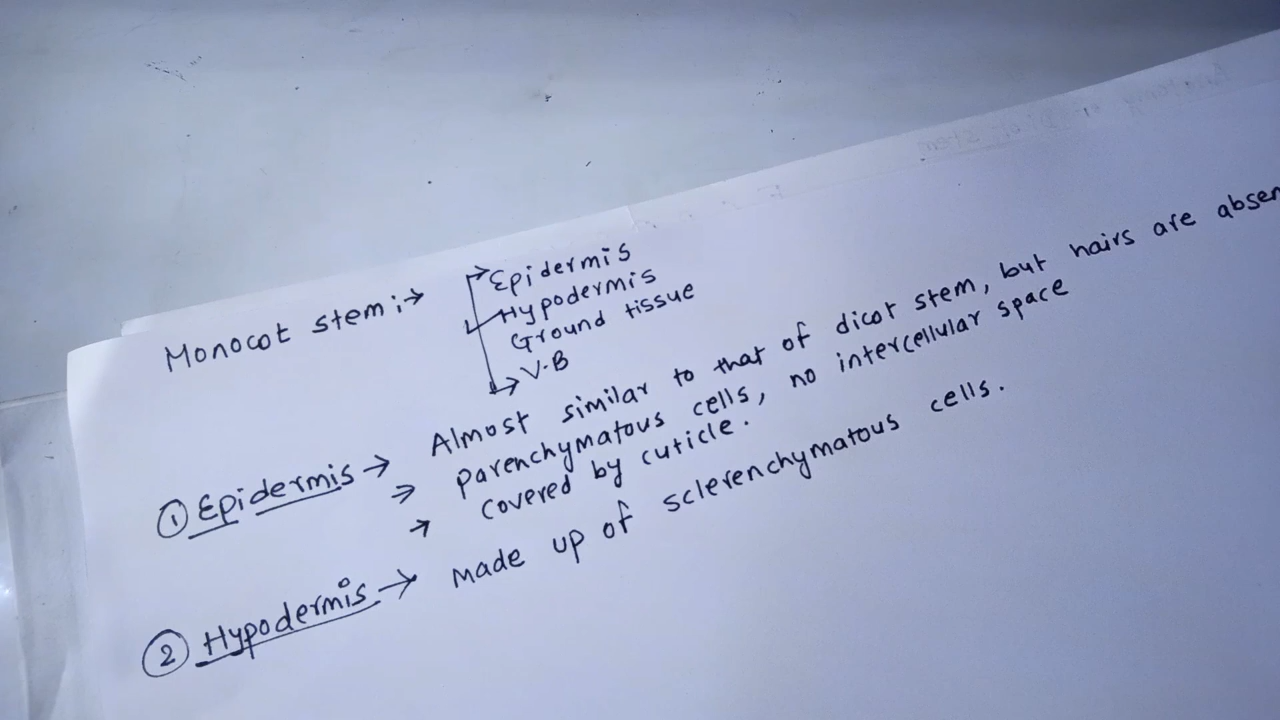 Monocot stem :→
Epidermis
Hypodermis
Ground tissue
V.B
① Epidermis → Almost similar to that of dicot stem, but hairs are absen
→ parenchymatous cells, no intercellular space
→ covered by cuticle.
② Hypodermis → Made up of sclerenchymatous cells.